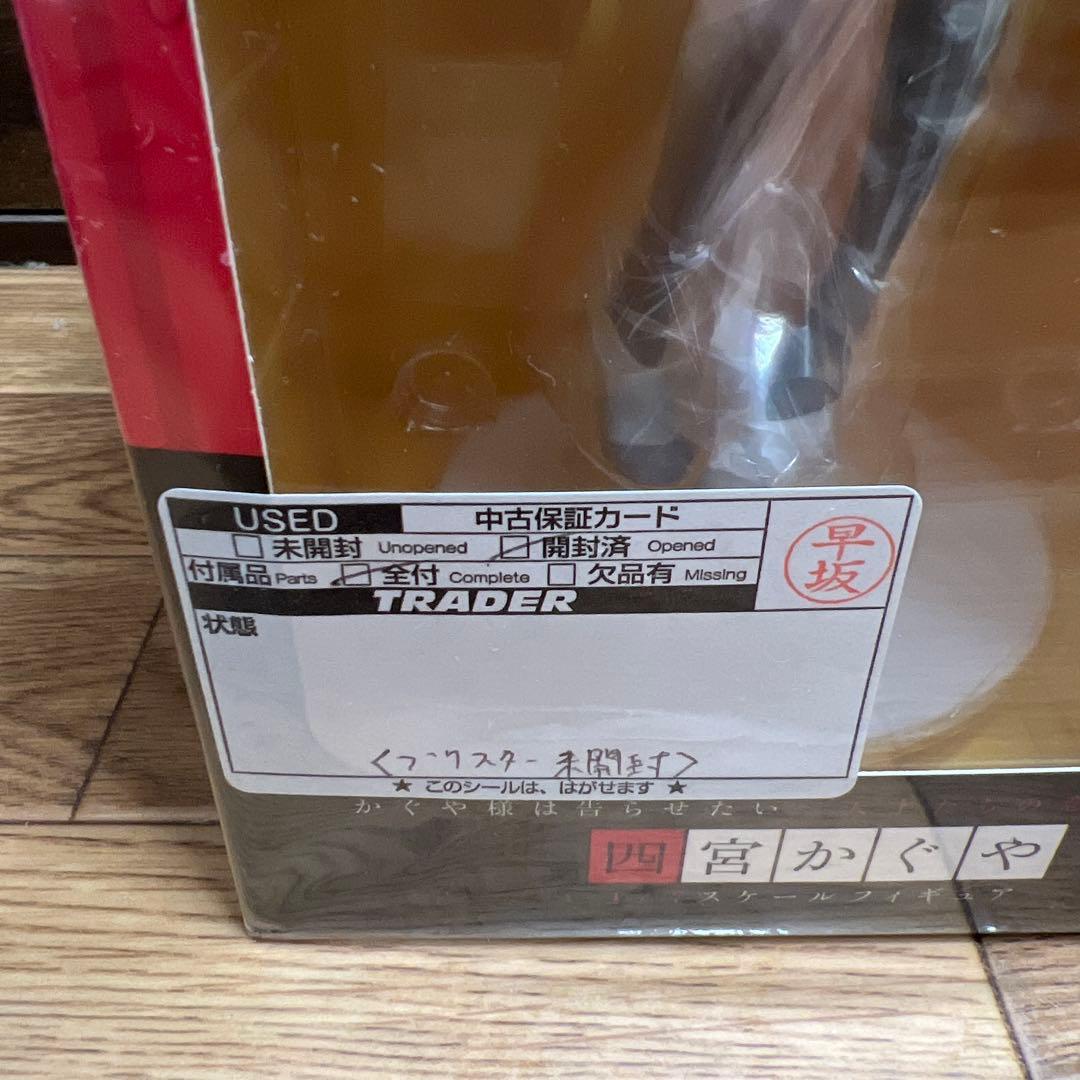 USED 中古保証カード
未開封 Unopened 開封済 Opened
付属品 Parts 全付 Complete 欠品有 Missing
早坂
TRADER
状態
<ブリスター未開封>
★ このシールは、はがせます ★
かぐや様は告らせたい
四宮かぐや
スケールフィギュア